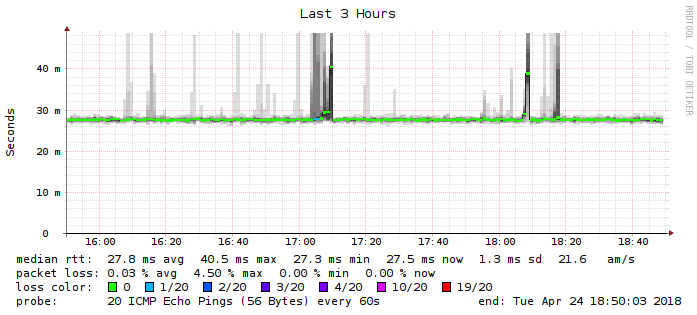 Last 3 Hours
RRDTOOL / TOBI OETIKER
Seconds
40 m
30 m
20 m
10 m
0
16:00 16:20 16:40 17:00 17:20 17:40 18:00 18:20 18:40
median rtt: 27.8 ms avg 40.5 ms max 27.3 ms min 27.5 ms now 1.3 ms sd 21.6 am/s
packet loss: 0.03 % avg 4.50 % max 0.00 % min 0.00 % now
loss color: 0 1/20 2/20 3/20 4/20 10/20 19/20
probe: 20 ICMP Echo Pings (56 Bytes) every 60s end: Tue Apr 24 18:50:03 2018